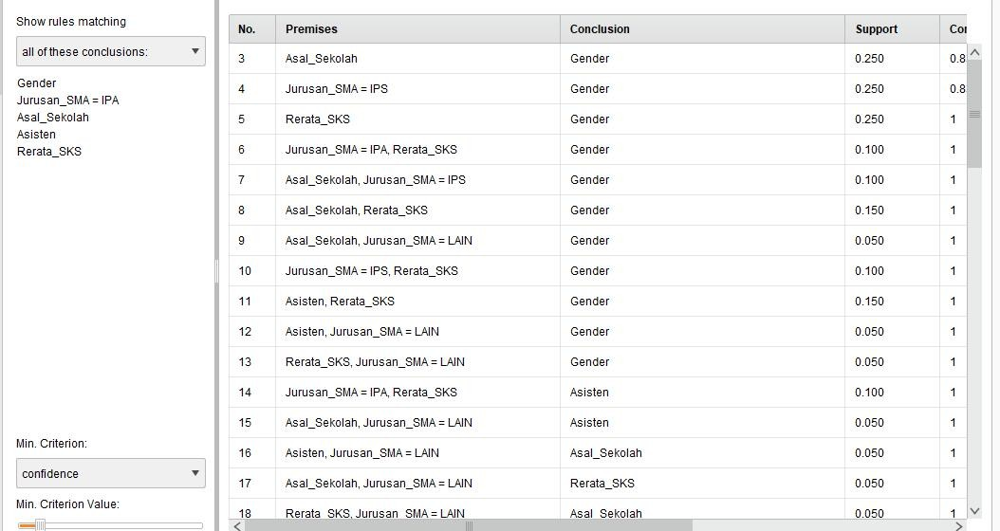 Show rules matching
all of these conclusions:
Gender
Jurusan_SMA = IPA
Asal_Sekolah
Asisten
Rerata_SKS
Min. Criterion:
confidence
Min. Criterion Value:
No. Premises Conclusion Support Con
3 Asal_Sekolah Gender 0.250 0.8
4 Jurusan_SMA = IPS Gender 0.250 0.8
5 Rerata_SKS Gender 0.250 1
6 Jurusan_SMA = IPA, Rerata_SKS Gender 0.100 1
7 Asal_Sekolah, Jurusan_SMA = IPS Gender 0.100 1
8 Asal_Sekolah, Rerata_SKS Gender 0.150 1
9 Asal_Sekolah, Jurusan_SMA = LAIN Gender 0.050 1
10 Jurusan_SMA = IPS, Rerata_SKS Gender 0.100 1
11 Asisten, Rerata_SKS Gender 0.150 1
12 Asisten, Jurusan_SMA = LAIN Gender 0.050 1
13 Rerata_SKS, Jurusan_SMA = LAIN Gender 0.050 1
14 Jurusan_SMA = IPA, Rerata_SKS Asisten 0.100 1
15 Asal_Sekolah, Jurusan_SMA = LAIN Asisten 0.050 1
16 Asisten, Jurusan_SMA = LAIN Asal_Sekolah 0.050 1
17 Asal_Sekolah, Jurusan_SMA = LAIN Rerata_SKS 0.050 1
18 Rerata_SKS, Jurusan_SMA = LAIN Asal_Sekolah 0.050 1